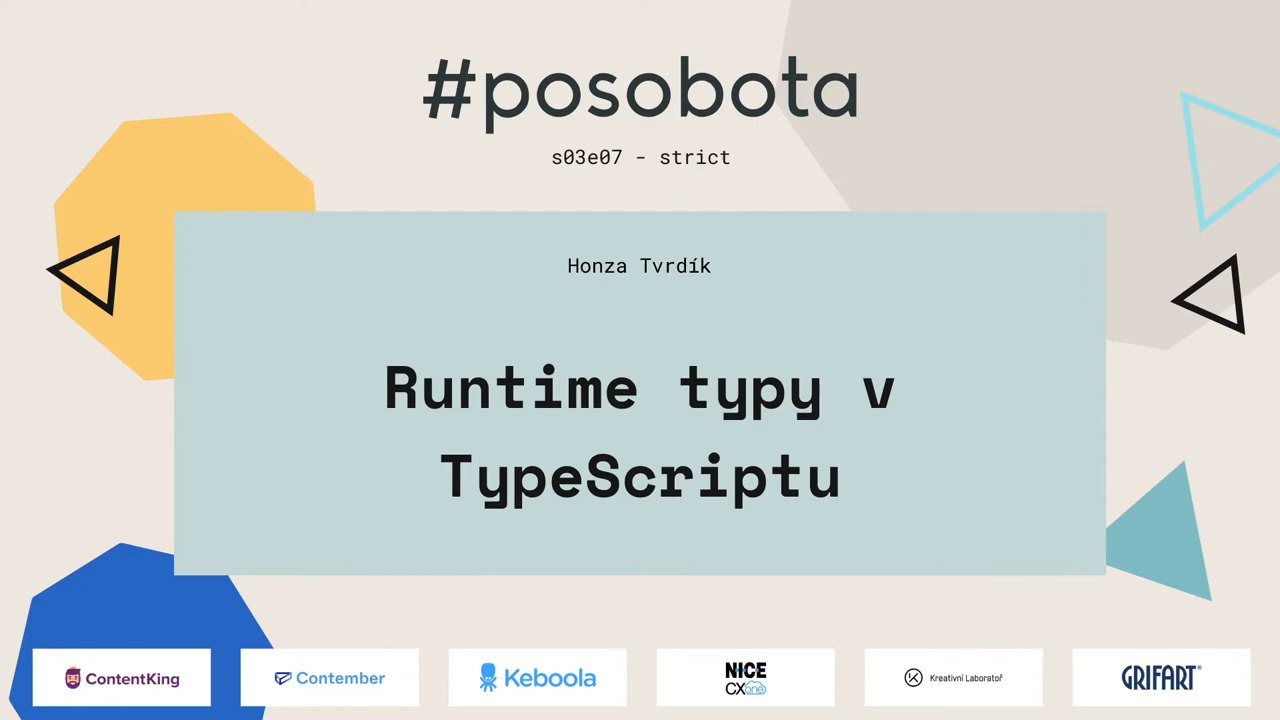 #posobota
s03e07 - strict
Honza Tvrdík
Runtime typy v
TypeScriptu
ContentKing
Contember
Keboola
NICE
CXone
Kreativní Laboratoř
GRIFART®